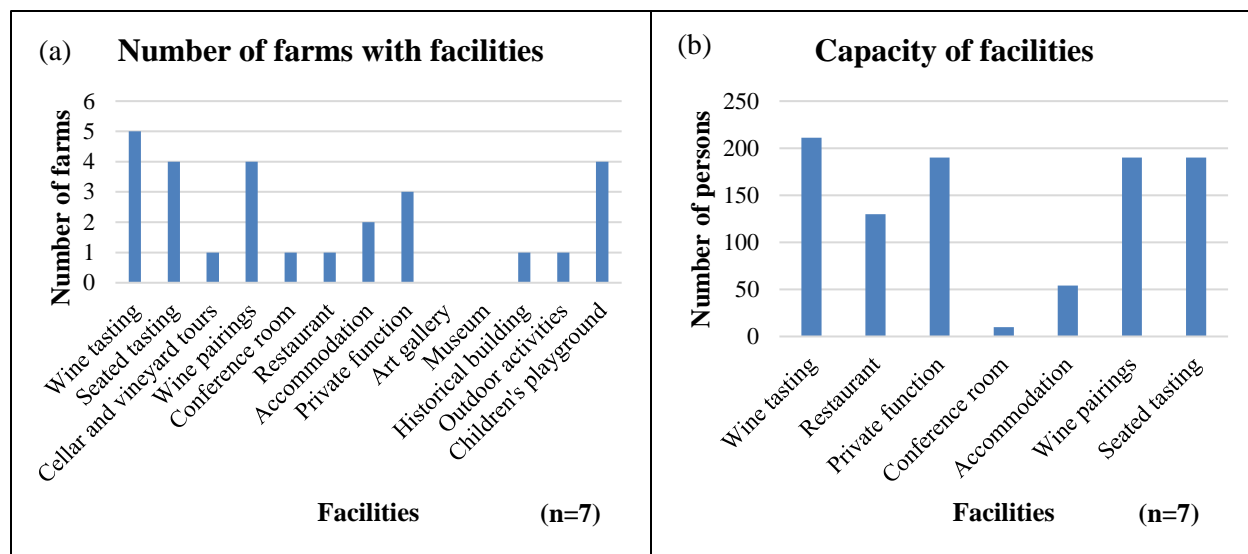 (a) Number of farms with facilities
Number of farms
6
5
4
3
2
1
0
Wine tasting
Seated tasting
Cellar and vineyard tours
Wine pairings
Conference room
Restaurant
Accommodation
Private function
Art gallery
Museum
Historical building
Outdoor activities
Children's playground
Facilities (n=7)
(b) Capacity of facilities
Number of persons
250
200
150
100
50
0
Wine tasting
Restaurant
Private function
Conference room
Accommodation
Wine pairings
Seated tasting
Facilities (n=7)